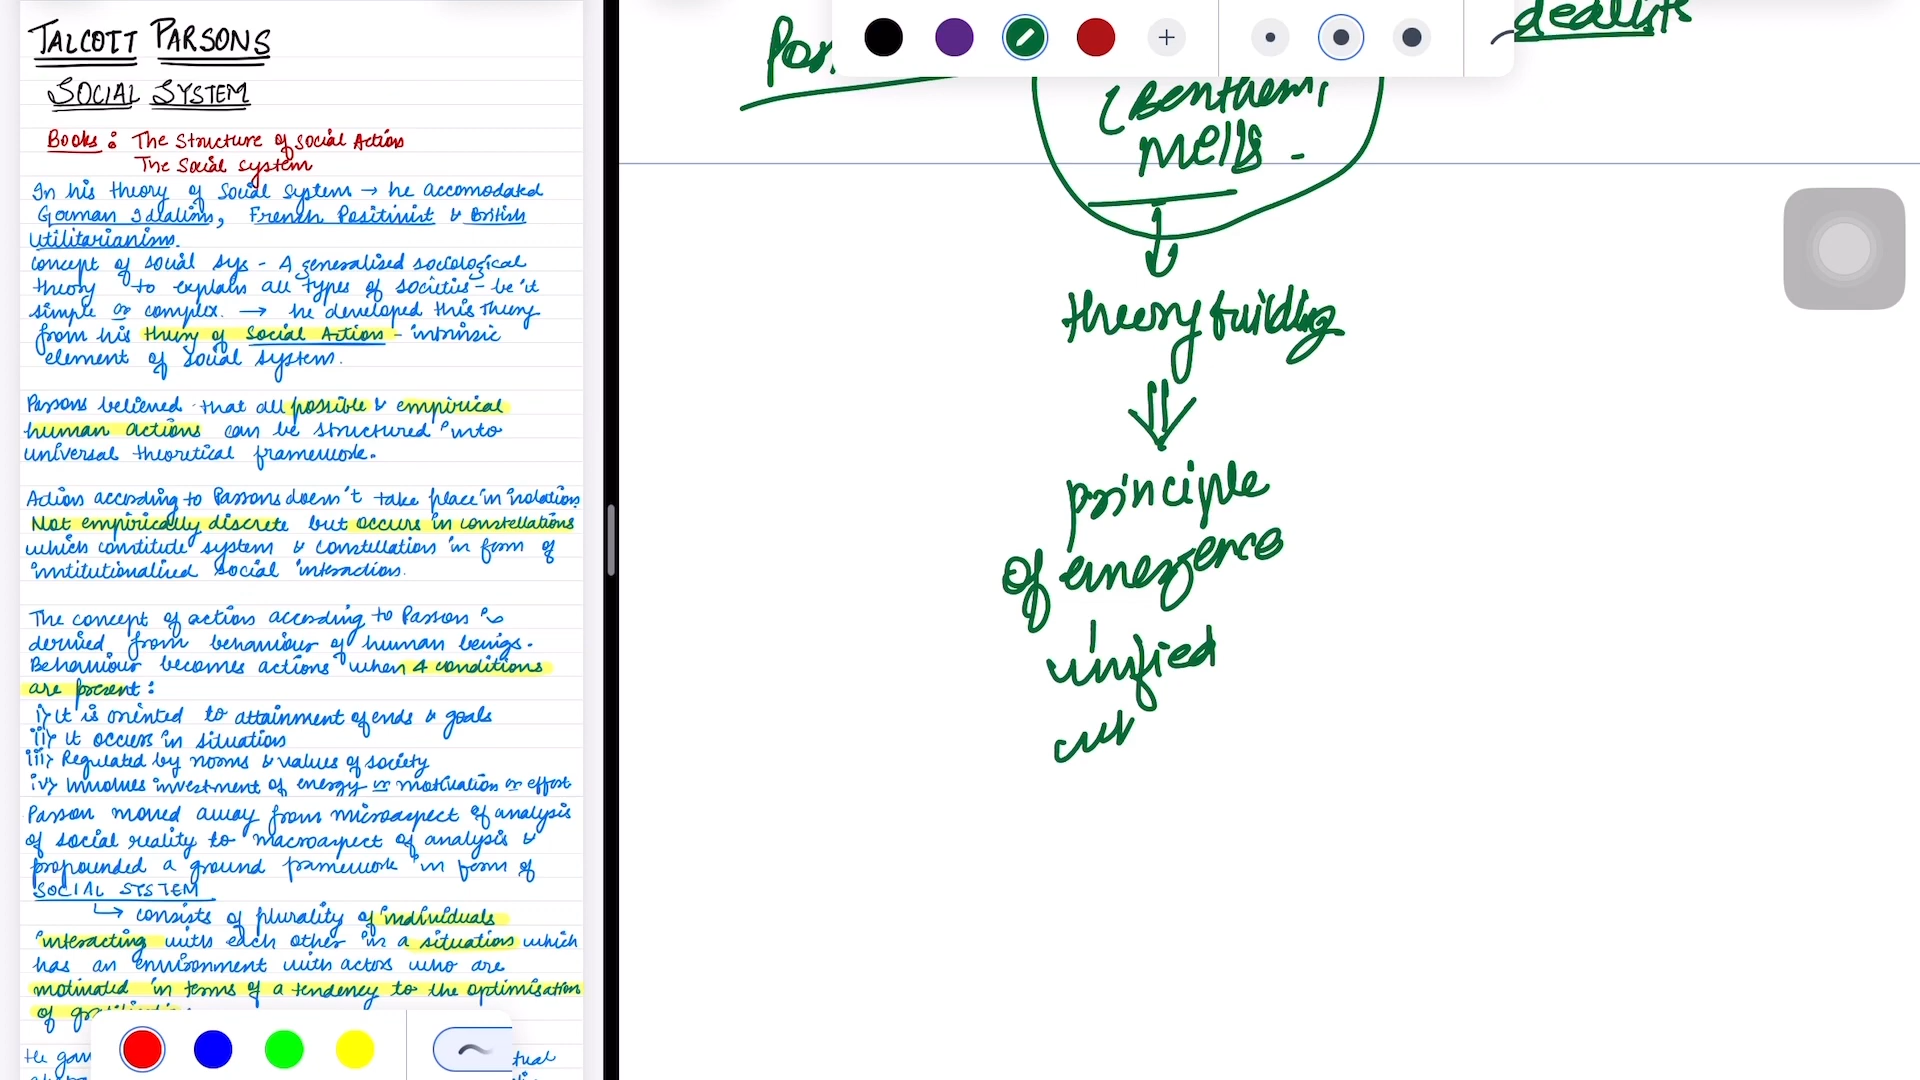 TALCOTT PARSONS
SOCIAL SYSTEM
Books: The Structure of Social Action
The Social system
In his theory of Social System → he accomodated
German Idealism, French Positivist & British
Utilitarianism.
concept of social sys - A generalised sociological
theory to explain all types of societies - be it
simple or complex. → he developed this theory
from his theory of Social Action - intrinsic
element of social system.
Parsons believed that all possible & empirical
human actions can be structured into
universal theoretical framework.
Action according to Parsons doesn't take place in isolation.
Not empirically discrete but occurs in constellations
which constitute system & constellation in form of
institutionalised social interaction.
The concept of action according to Parsons is
derived from behaviour of human beings.
Behaviour becomes actions when 4 conditions
are present:
i) It is oriented to attainment of ends & goals
ii) it occurs in situation
iii) Regulated by norms & values of society
iv) Involves investment of energy or motivation or effort
Parson moved away from microaspect of analysis
of social reality to macroaspect of analysis &
propounded a ground framework in form of
SOCIAL SYSTEM
↳ consists of plurality of individuals
interacting with each other in a situation which
has an environment with actors who are
motivated in terms of a tendency to the optimisation
of
He
tual
Par
dealists
(Benthem,
Mells -
theory building
principle
of emergence
unified